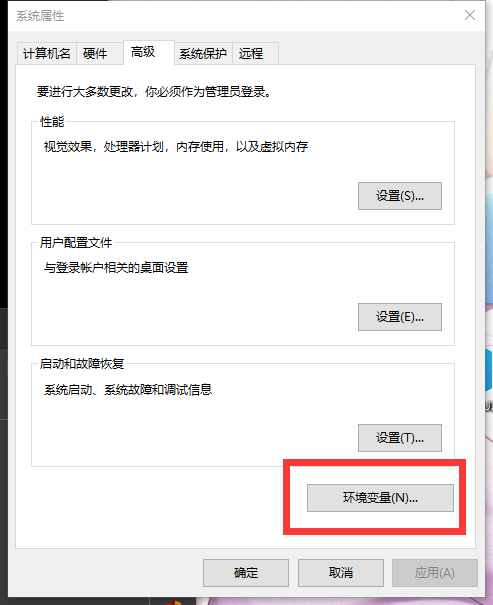 系统属性
计算机名 硬件 高级 系统保护 远程
要进行大多数更改，你必须作为管理员登录。
性能
视觉效果，处理器计划，内存使用，以及虚拟内存
设置(S)...
用户配置文件
与登录帐户相关的桌面设置
设置(E)...
启动和故障恢复
系统启动、系统故障和调试信息
设置(T)...
环境变量(N)...
确定 取消 应用(A)